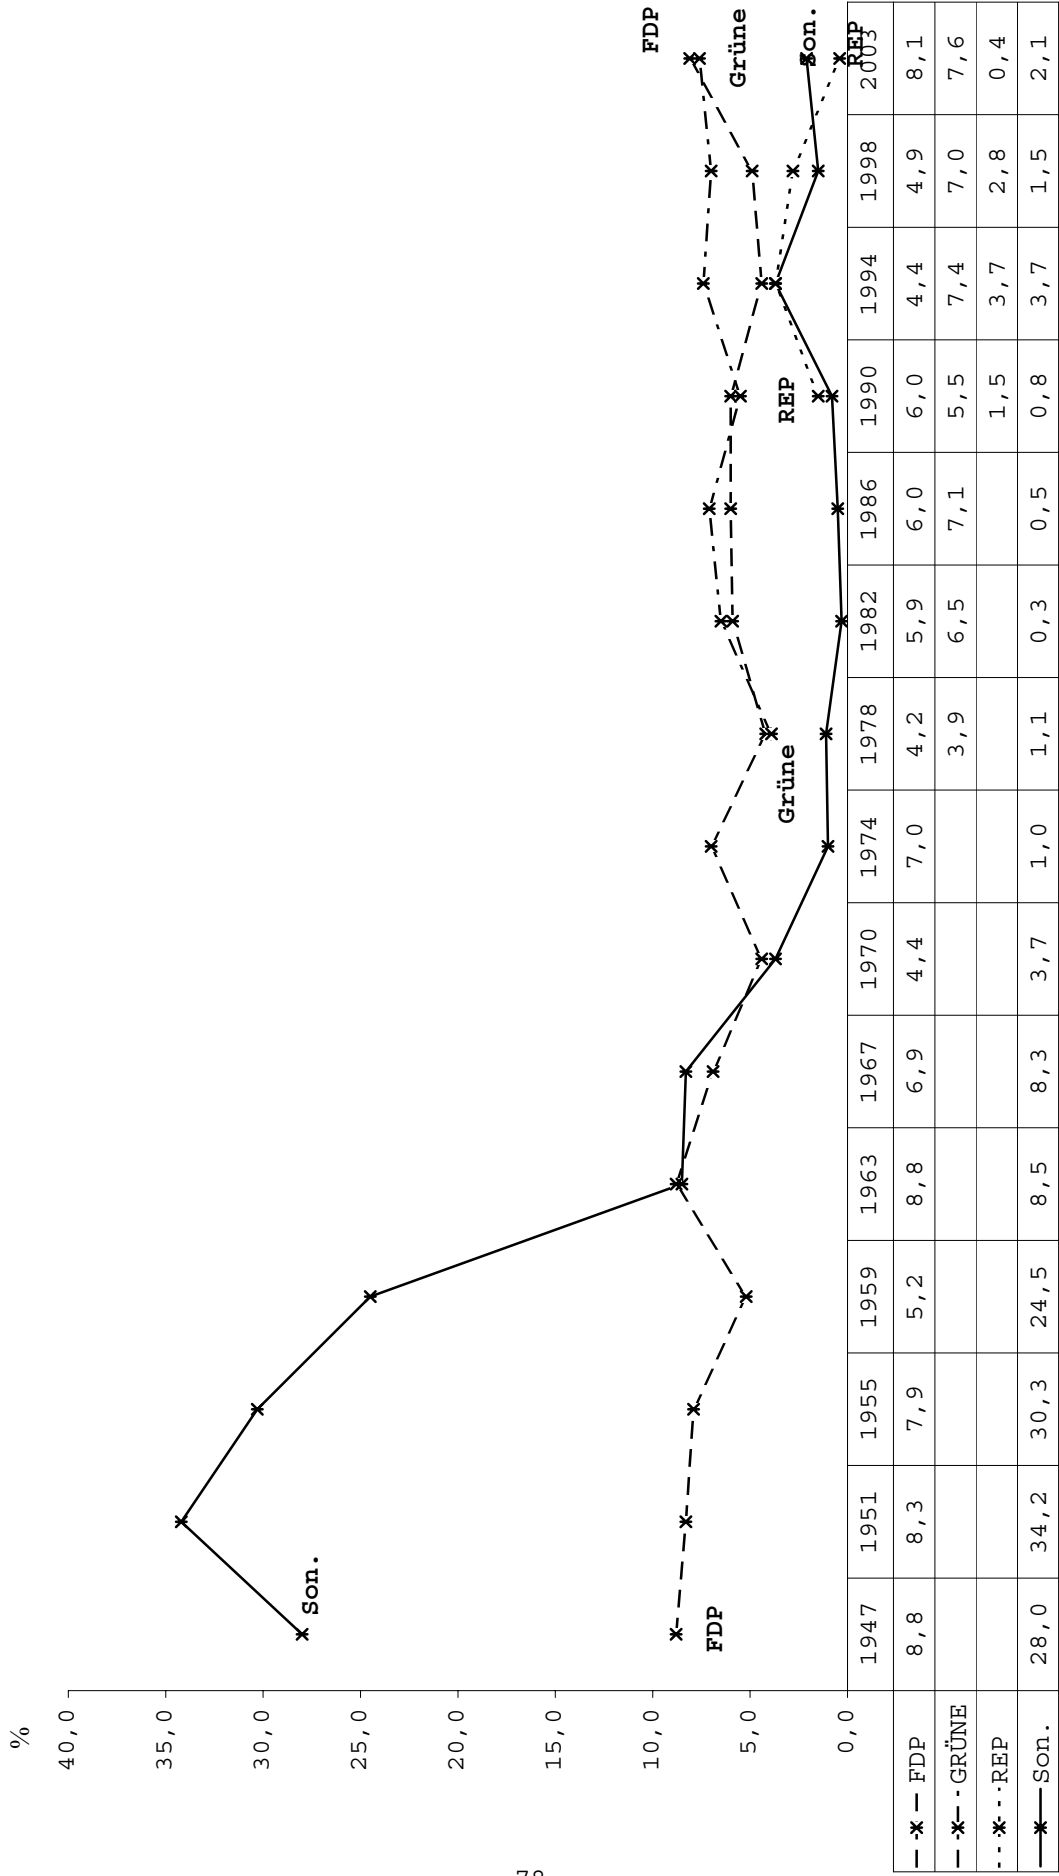 %
40,0
35,0
30,0
25,0
20,0
15,0
10,0
5,0
0,0
Son.
FDP
Grüne
REP
FDP
Grüne
Son.
REP
1947 1951 1955 1959 1963 1967 1970 1974 1978 1982 1986 1990 1994 1998 2003
FDP 8,8 8,3 7,9 5,2 8,8 6,9 4,4 7,0 4,2 5,9 6,0 6,0 4,4 4,9 8,1
GRÜNE 3,9 6,5 7,1 5,5 7,4 7,0 7,6
REP 1,5 3,7 2,8 0,4
Son. 28,0 34,2 30,3 24,5 8,5 8,3 3,7 1,0 1,1 0,3 0,5 0,8 3,7 1,5 2,1